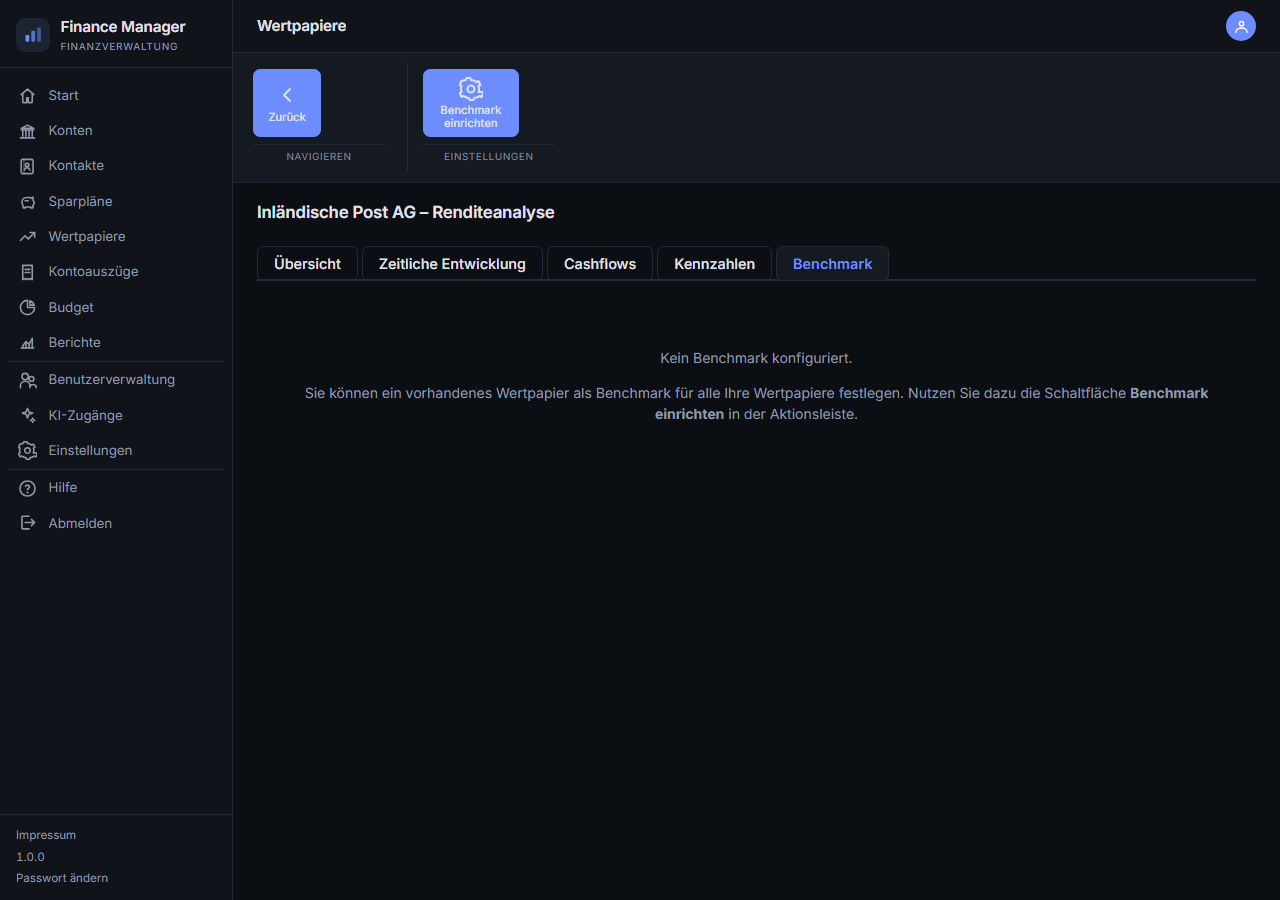 Finance Manager
FINANZVERWALTUNG
Start
Konten
Kontakte
Sparpläne
Wertpapiere
Kontoauszüge
Budget
Berichte
Benutzerverwaltung
KI-Zugänge
Einstellungen
Hilfe
Abmelden
Impressum
1.0.0
Passwort ändern
Wertpapiere
Zurück
NAVIGIEREN
Benchmark
einrichten
EINSTELLUNGEN
Inländische Post AG – Renditeanalyse
Übersicht
Zeitliche Entwicklung
Cashflows
Kennzahlen
Benchmark
Kein Benchmark konfiguriert.
Sie können ein vorhandenes Wertpapier als Benchmark für alle Ihre Wertpapiere festlegen. Nutzen Sie dazu die Schaltfläche Benchmark
einrichten in der Aktionsleiste.